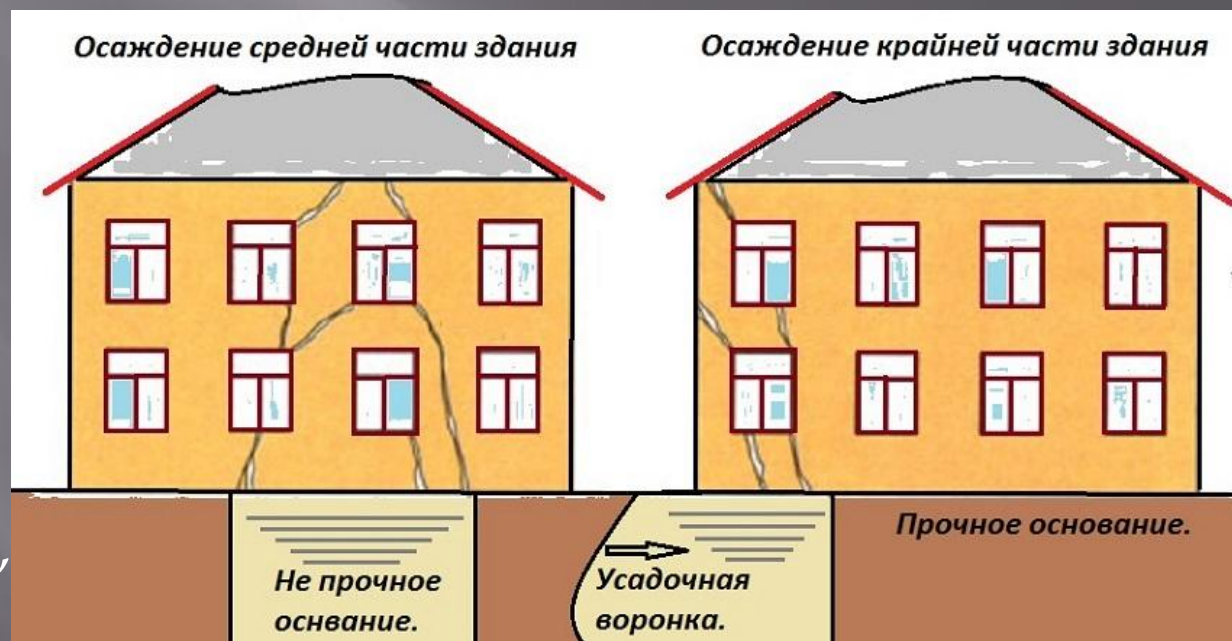 Осаждение средней части здания
Осаждение крайней части здания
Прочное основание.
Не прочное
оснвание.
Усадочная
воронка.